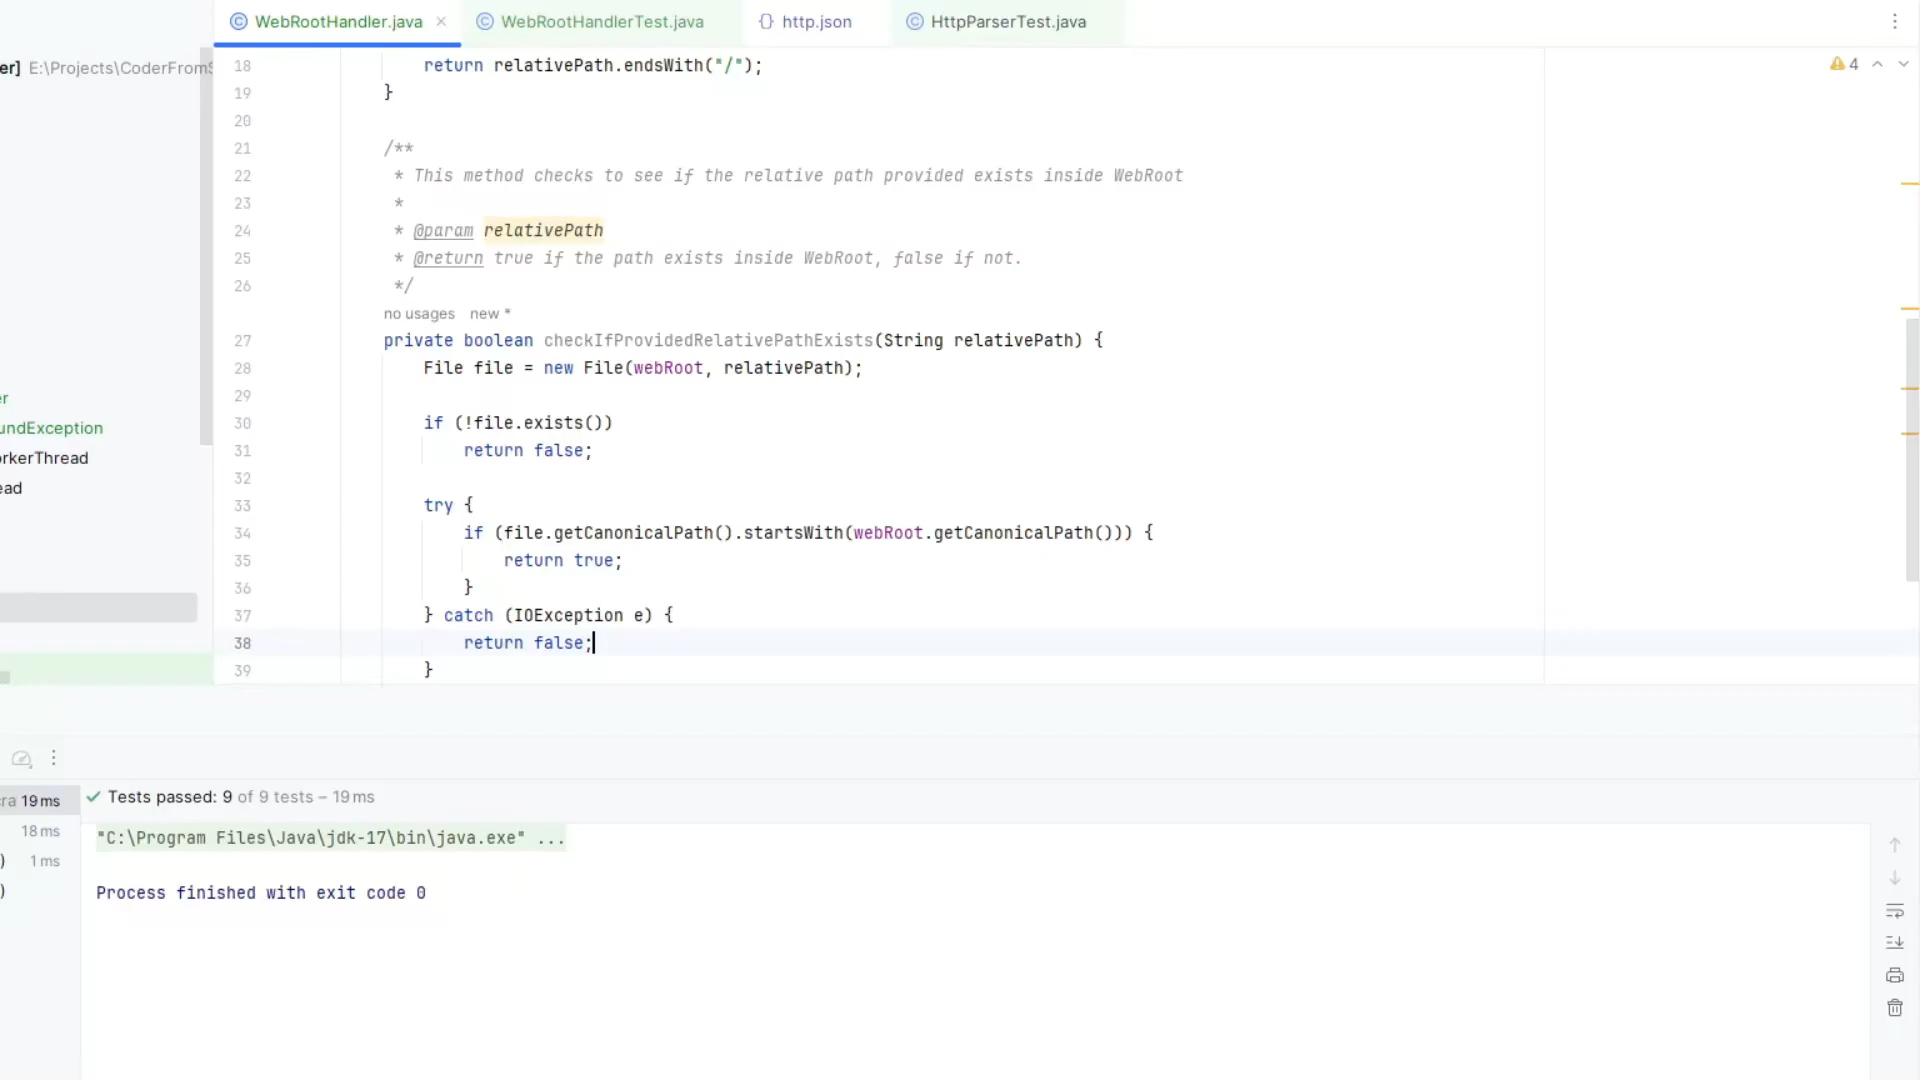 WebRootHandler.java
WebRootHandlerTest.java
{} http.json
HttpParserTest.java
er] E:\Projects\CoderFromS
er
undException
orkerThread
ead
4
18 return relativePath.endsWith("/");
19 }
20
21 /**
22 * This method checks to see if the relative path provided exists inside WebRoot
23 *
24 * @param relativePath
25 * @return true if the path exists inside WebRoot, false if not.
26 */
no usages new *
27 private boolean checkIfProvidedRelativePathExists(String relativePath) {
28 File file = new File(webRoot, relativePath);
29
30 if (!file.exists())
31 return false;
32
33 try {
34 if (file.getCanonicalPath().startsWith(webRoot.getCanonicalPath())) {
35 return true;
36 }
37 } catch (IOException e) {
38 return false;
39 }
cra 19 ms
18 ms
) 1 ms
)
Tests passed: 9 of 9 tests – 19 ms
"C:\Program Files\Java\jdk-17\bin\java.exe" ...
Process finished with exit code 0